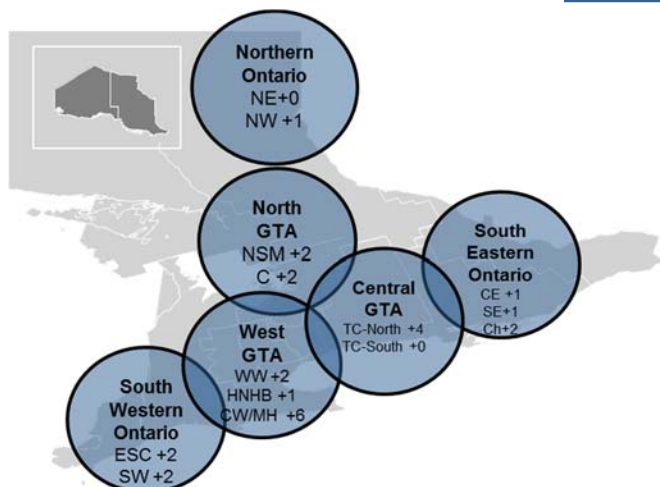 Northern
Ontario
NE+0
NW +1
North
GTA
NSM +2
C +2
South
Eastern
Ontario
CE +1
SE+1
Ch+2
Central
GTA
TC-North +4
TC-South +0
West
GTA
WW +2
HNHB +1
CW/MH +6
South
Western
Ontario
ESC +2
SW +2